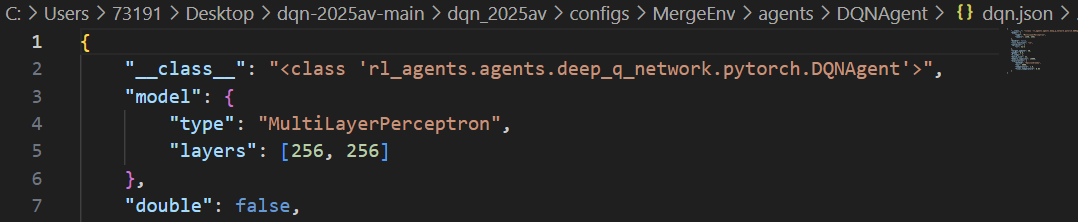 C: > Users > 73191 > Desktop > dqn-2025av-main > dqn_2025av > configs > MergeEnv > agents > DQNAgent > {} dqn.json >
1 {
2 "__class__": "<class 'rl_agents.agents.deep_q_network.pytorch.DQNAgent'>",
3 "model": {
4 "type": "MultiLayerPerceptron",
5 "layers": [256, 256]
6 },
7 "double": false,